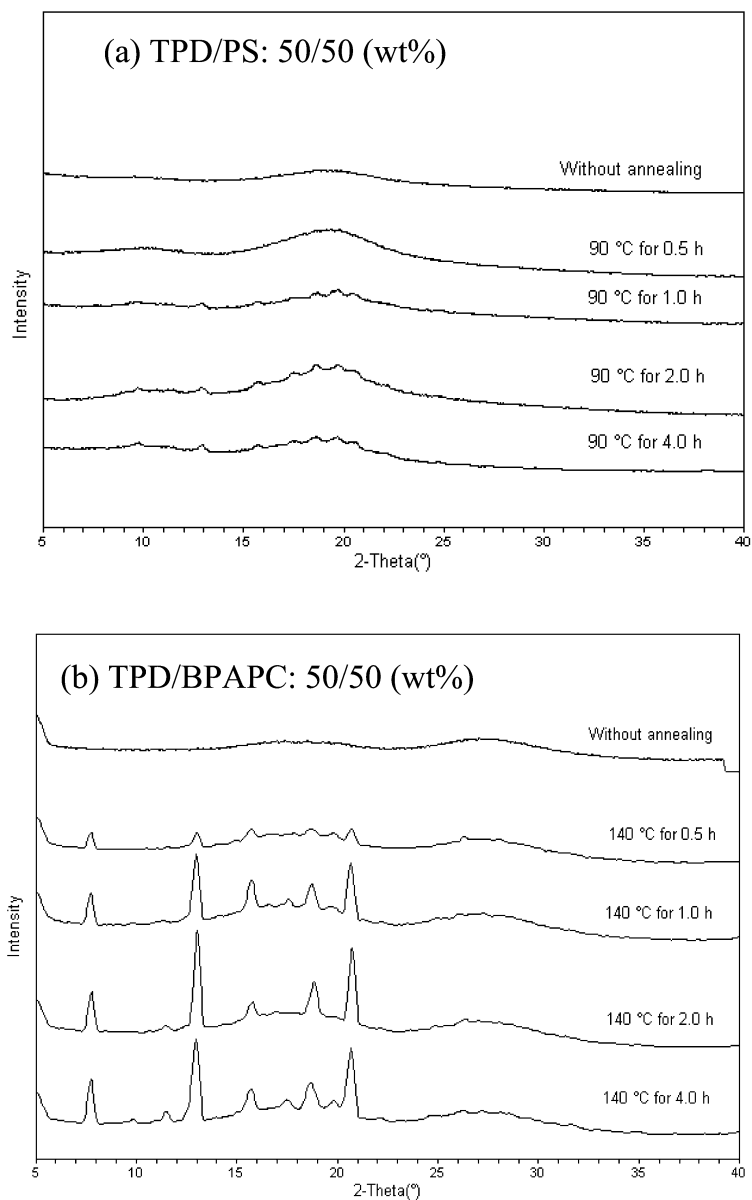 (a) TPD/PS: 50/50 (wt%)
Without annealing
90 °C for 0.5 h
90 °C for 1.0 h
90 °C for 2.0 h
90 °C for 4.0 h
Intensity
5 10 15 20 25 30 35 40
2-Theta(°)
(b) TPD/BPAPC: 50/50 (wt%)
Without annealing
140 °C for 0.5 h
140 °C for 1.0 h
140 °C for 2.0 h
140 °C for 4.0 h
Intensity
5 10 15 20 25 30 35 40
2-Theta(°)